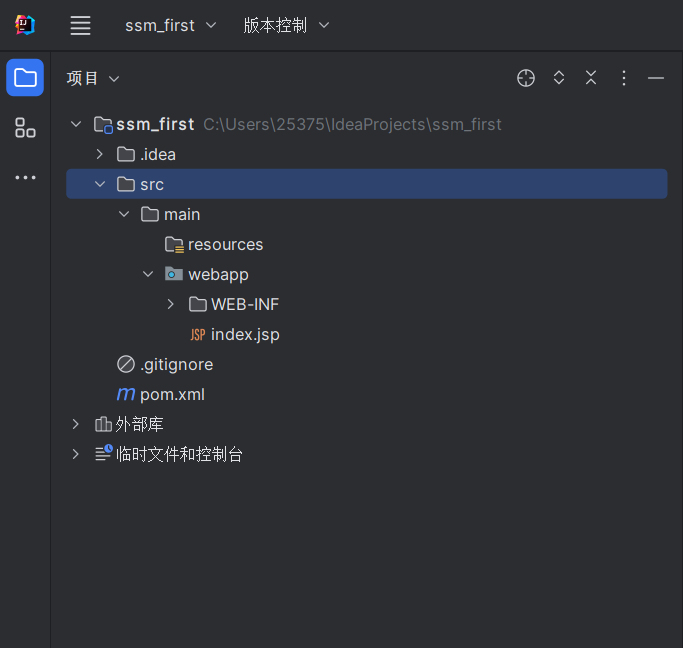 ssm_first 版本控制
项目
ssm_first C:\Users\25375\IdeaProjects\ssm_first
.idea
src
main
resources
webapp
WEB-INF
JSP index.jsp
.gitignore
m pom.xml
外部库
临时文件和控制台